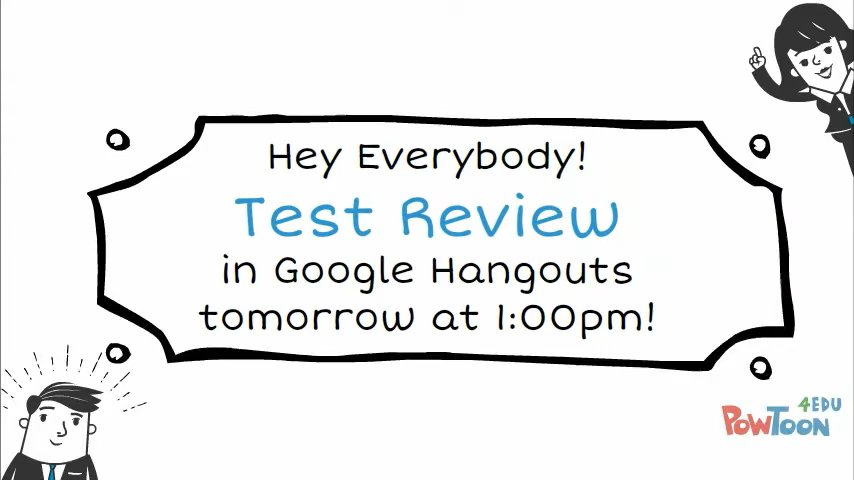 Hey Everybody!
Test Review
in Google Hangouts
tomorrow at 1:00pm!
4EDU
PowToon